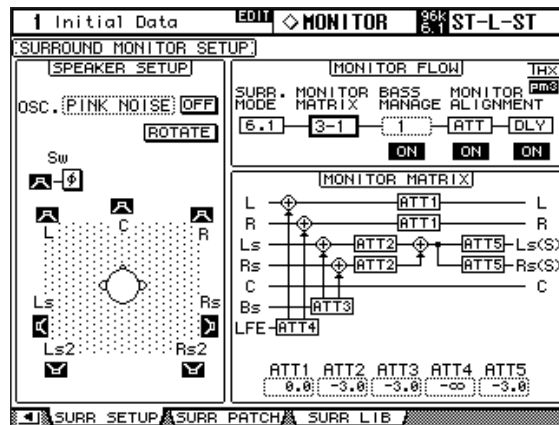 1 Initial Data EDIT ◇MONITOR 96k 6.1 ST-L-ST
SURROUND MONITOR SETUP
SPEAKER SETUP
OSC. PINK NOISE OFF
ROTATE
Sw
ϕ
L C R
Ls Rs
Ls2 Rs2
MONITOR FLOW THX
pm3
SURR. MODE MONITOR MATRIX BASS MANAGE MONITOR ALIGNMENT
6.1 3-1 1 ATT DLY
ON ON ON
MONITOR MATRIX
L ATT1 L
R ATT1 R
Ls ATT2 ATT5 Ls(S)
Rs ATT2 ATT5 Rs(S)
C C
Bs ATT3
LFE ATT4
ATT1 ATT2 ATT3 ATT4 ATT5
0.0 -3.0 -3.0 -∞ -3.0
SURR SETUP SURR PATCH SURR LIB